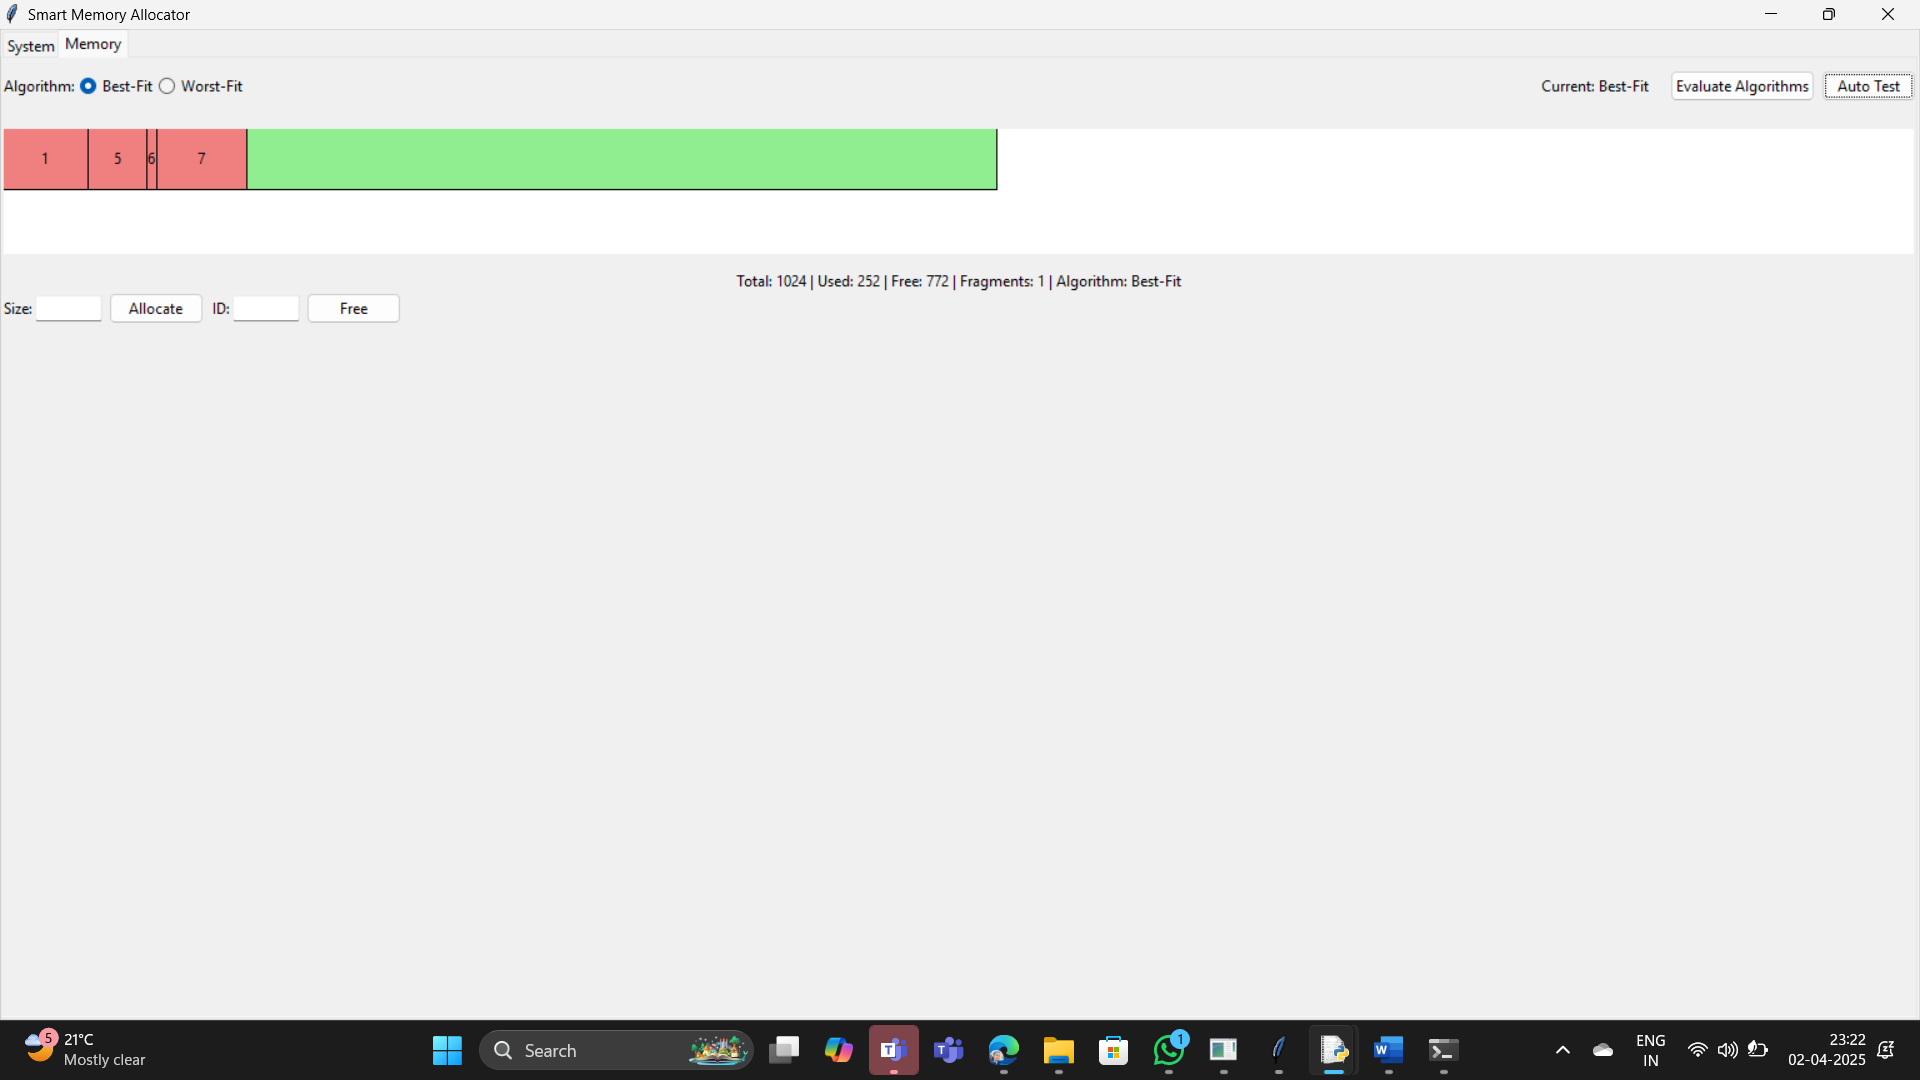 Smart Memory Allocator
System Memory
Algorithm: Best-Fit Worst-Fit Current: Best-Fit Evaluate Algorithms Auto Test
1 5 6 7
Total: 1024 | Used: 252 | Free: 772 | Fragments: 1 | Algorithm: Best-Fit
Size: Allocate ID: Free
5 21°C
Mostly clear
Search
1
ENG
IN
23:22
02-04-2025